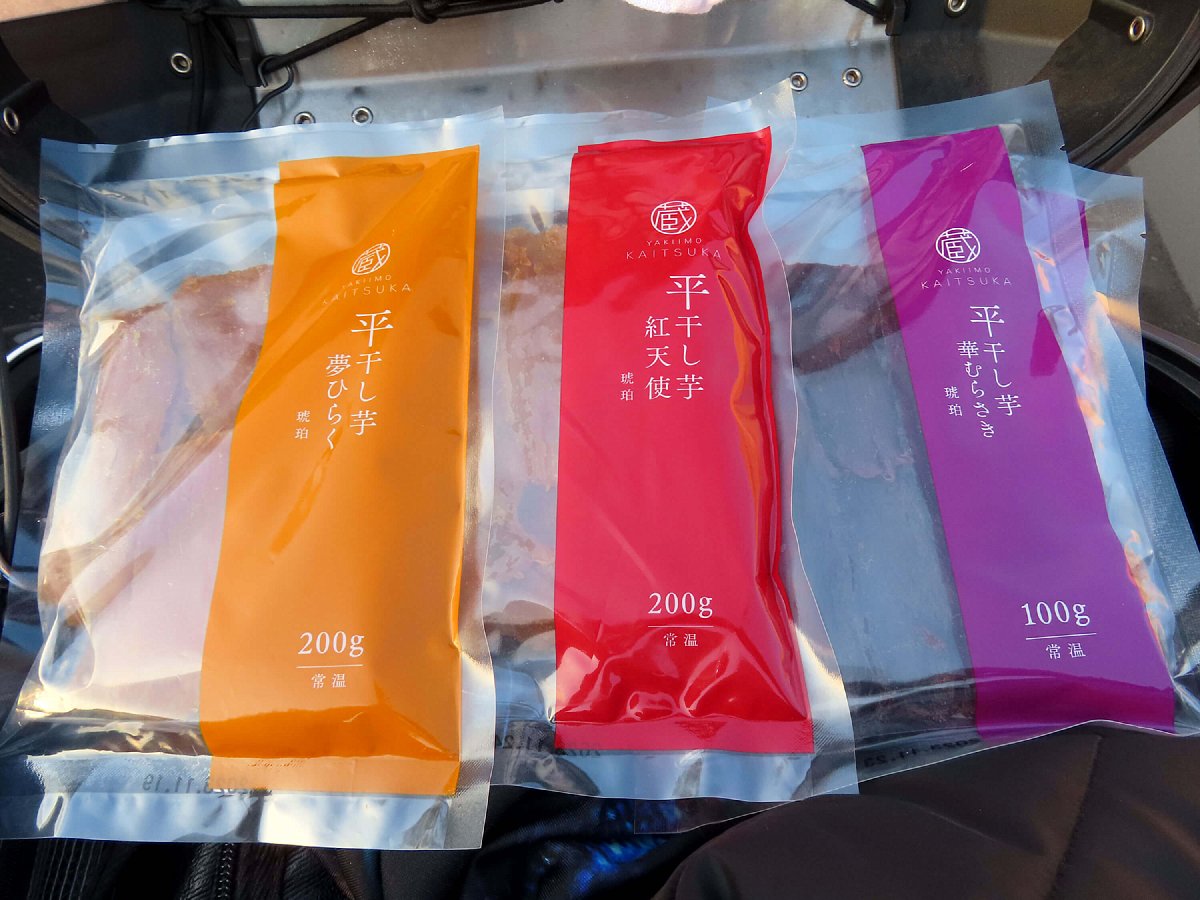 蔵
YAKIIMO
KAITSUKA
平干し芋
夢ひらく
琥珀
200g
常温
蔵
YAKIIMO
KAITSUKA
平干し芋
紅天使
琥珀
200g
常温
蔵
YAKIIMO
KAITSUKA
平干し芋
華むらさき
琥珀
100g
常温